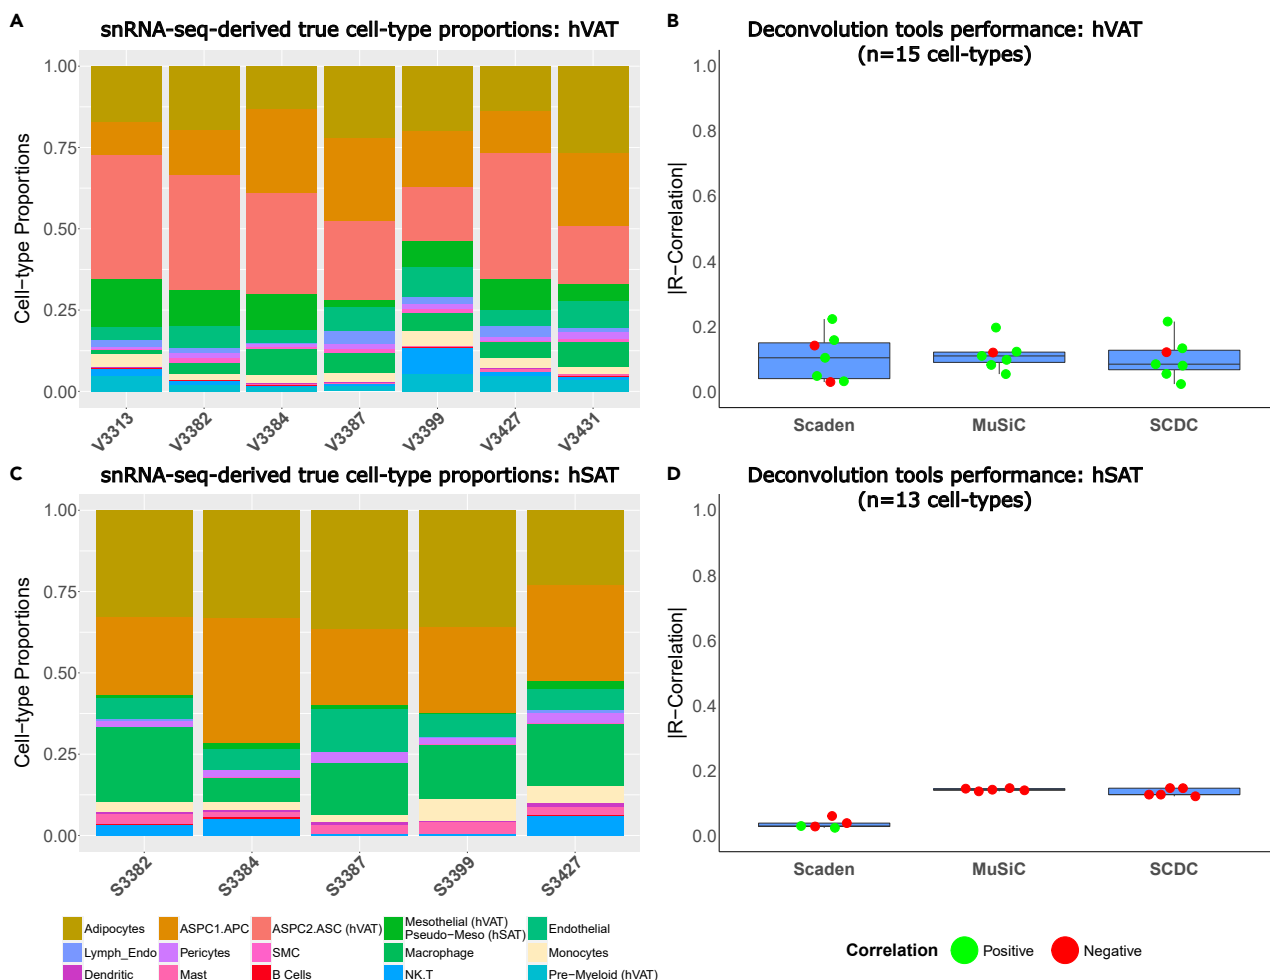 A
snRNA-seq-derived true cell-type proportions: hVAT
Cell−type Proportions
1.00
0.75
0.50
0.25
0.00
V3313
V3382
V3384
V3387
V3399
V3427
V3431
B
Deconvolution tools performance: hVAT
(n=15 cell-types)
|R−Correlation|
1.0
0.8
0.6
0.4
0.2
0.0
Scaden
MuSiC
SCDC
C
snRNA-seq-derived true cell-type proportions: hSAT
Cell−type Proportions
1.00
0.75
0.50
0.25
0.00
S3382
S3384
S3387
S3399
S3427
D
Deconvolution tools performance: hSAT
(n=13 cell-types)
|R−Correlation|
1.0
0.8
0.6
0.4
0.2
0.0
Scaden
MuSiC
SCDC
Adipocytes
ASPC1.APC
ASPC2.ASC (hVAT)
Mesothelial (hVAT)
Pseudo−Meso (hSAT)
Endothelial
Lymph_Endo
Pericytes
SMC
Macrophage
Monocytes
Dendritic
Mast
B Cells
NK.T
Pre−Myeloid (hVAT)
Correlation
Positive
Negative